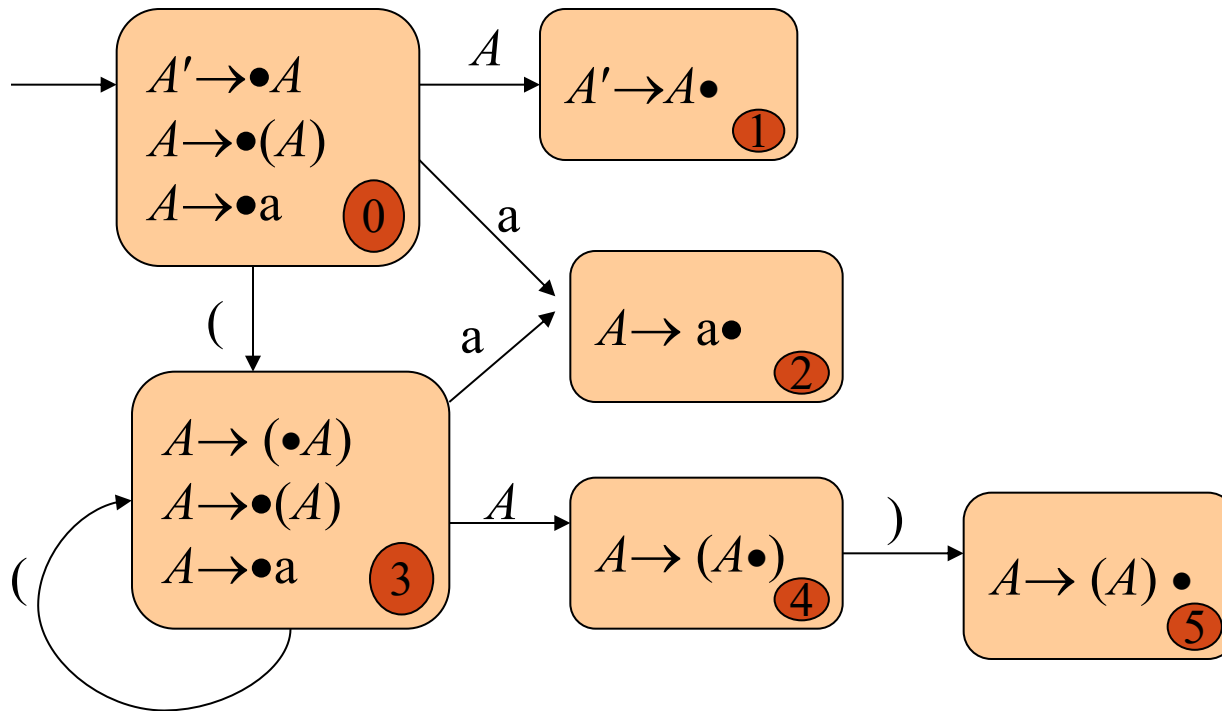 A′→•A
A→•(A)
A→•a
0
A
A′→A•
1
a
(
a
A→ a•
2
A→ (•A)
A→•(A)
A→•a
3
(
A
A→ (A•)
4
)
A→ (A) •
5